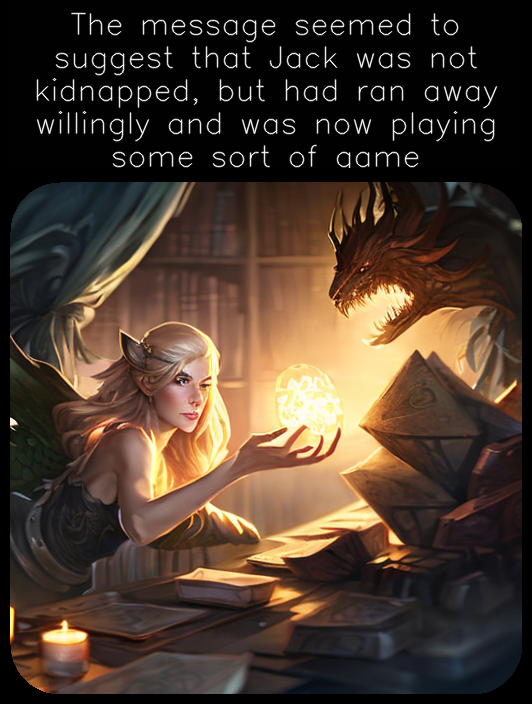 The message seemed to
suggest that Jack was not
kidnapped, but had ran away
willingly and was now playing
some sort of game